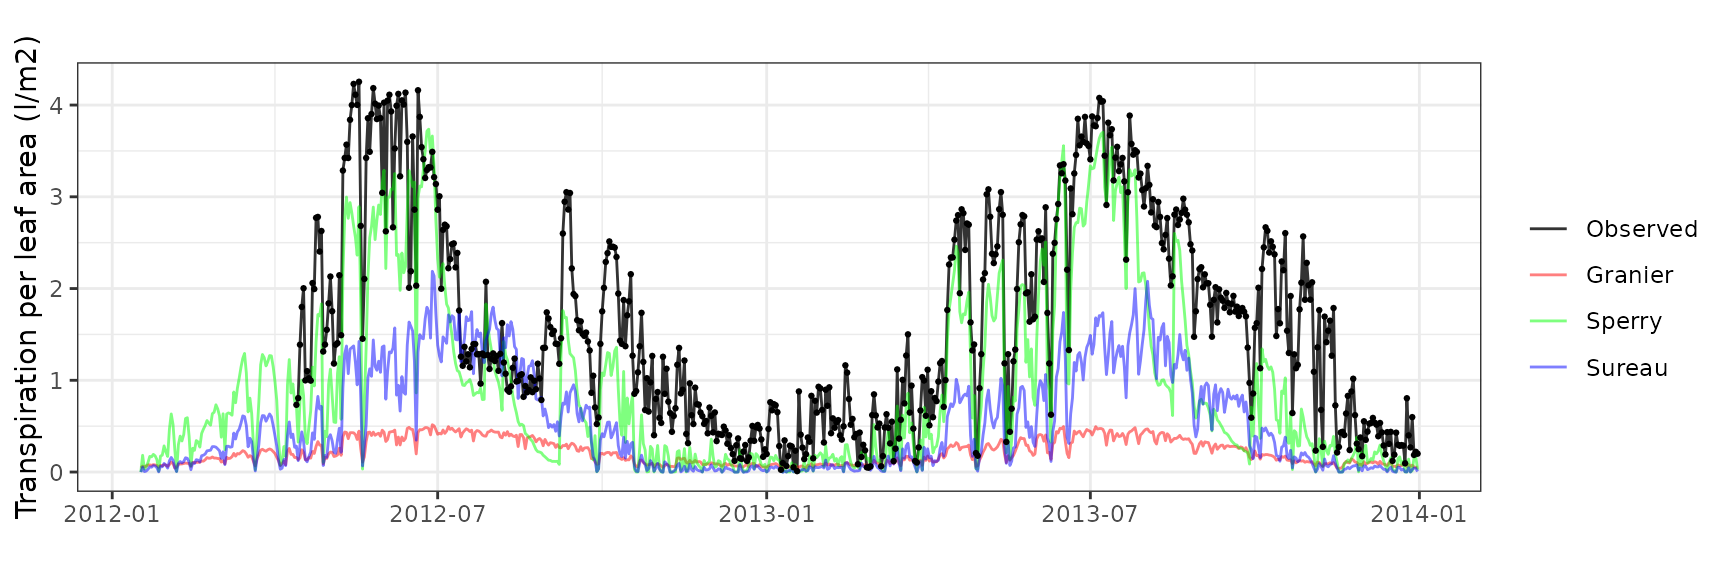 Transpiration per leaf area (l/m2)
4
3
2
1
0
2012-01
2012-07
2013-01
2013-07
2014-01
Observed
Granier
Sperry
Sureau